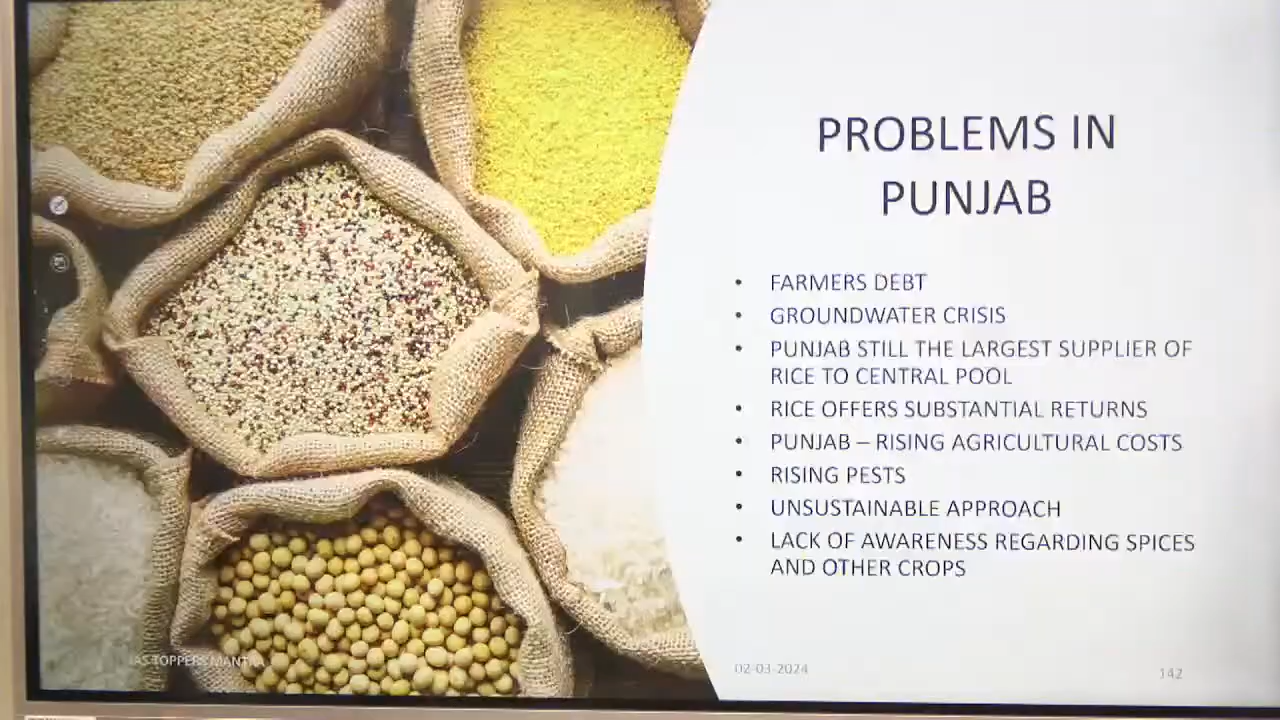 PROBLEMS IN
PUNJAB
• FARMERS DEBT
• GROUNDWATER CRISIS
• PUNJAB STILL THE LARGEST SUPPLIER OF
RICE TO CENTRAL POOL
• RICE OFFERS SUBSTANTIAL RETURNS
• PUNJAB – RISING AGRICULTURAL COSTS
• RISING PESTS
• UNSUSTAINABLE APPROACH
• LACK OF AWARENESS REGARDING SPICES
AND OTHER CROPS
IAS TOPPERS MANTRA
02-03-2024
142